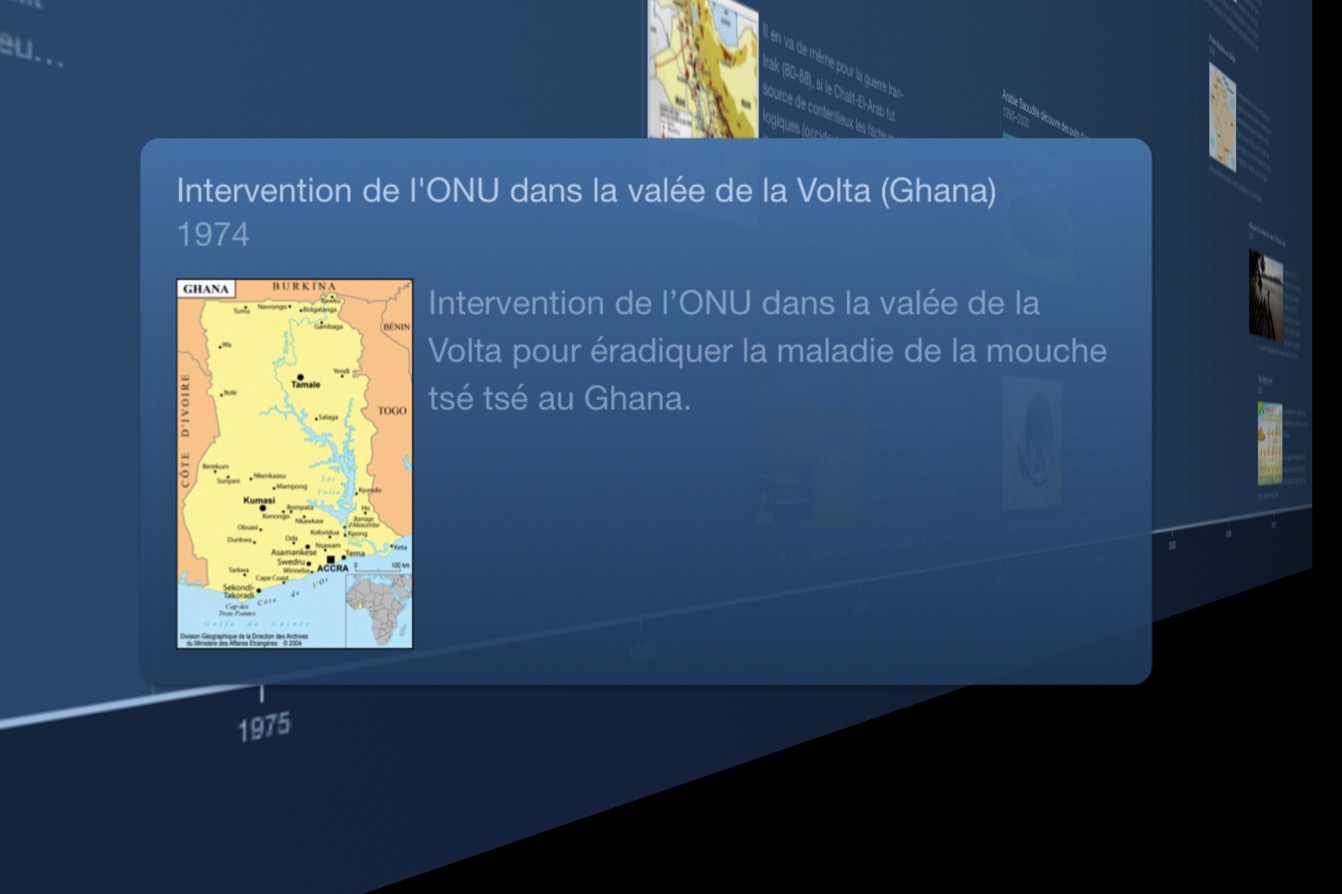 eu...
Il en va de même pour la guerre Iran-
Irak (80-88), si le Chatt-El-Arab fut
source de contentieux les facteurs
logiques
Arabie Saoudite découvre des puits
1990-2000
Intervention de l'ONU dans la valée de la Volta (Ghana)
1974
GHANA
BURKINA
BÉNIN
CÔTE D'IVOIRE
TOGO
Tumu
Navrongo
Bawku
Bolgatanga
Gambaga
Wa
Yendi
Tamale
Bole
Salaga
Berekum
Sunyani
Nkenkaasu
Mampong
Lac
Volta
Kpandu
Kumasi
Konongo
Bompata
Nkawkaw
Ho
Barrage
d'Akosombo
Obuasi
Koforidua
Kpong
Dunkwa
Oda
Nsawam
Keta
Asamankese
Tema
Swedru
Winneba
ACCRA
0 100 km
Tarkwa
Cape Coast
Sekondi-
Takoradi
Côte de l'Or
Cap des
Trois Pointes
Golfe de Guinée
Division Géographique de la Direction des Archives
du Ministère des Affaires Etrangères © 2004
Intervention de l’ONU dans la valée de la
Volta pour éradiquer la maladie de la mouche
tsé tsé au Ghana.
1975
1980